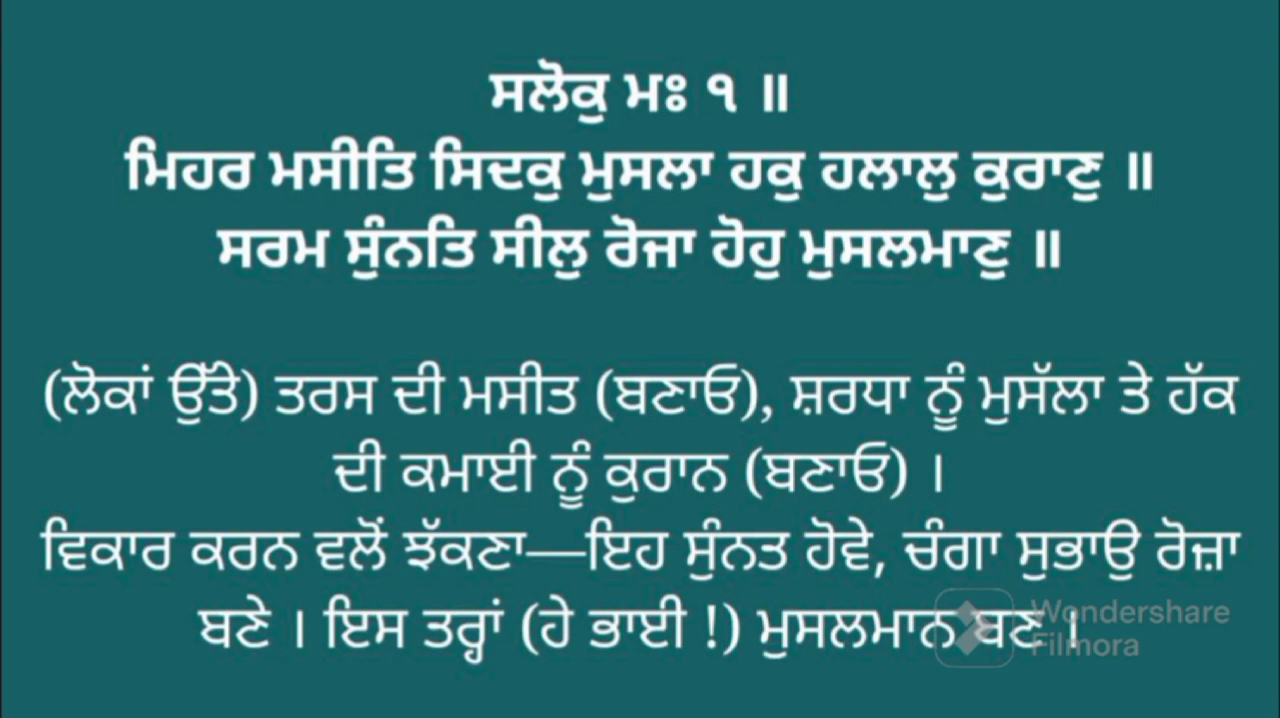 ਸਲੋਕੁ ਮਃ ੧ ॥
ਮਿਹਰ ਮਸੀਤਿ ਸਿਦਕੁ ਮੁਸਲਾ ਹਕੁ ਹਲਾਲੁ ਕੁਰਾਣੁ ॥
ਸਰਮ ਸੁੰਨਤਿ ਸੀਲੁ ਰੋਜਾ ਹੋਹੁ ਮੁਸਲਮਾਣੁ ॥
(ਲੋਕਾਂ ਉੱਤੇ) ਤਰਸ ਦੀ ਮਸੀਤ (ਬਣਾਓ), ਸ਼ਰਧਾ ਨੂੰ ਮੁਸੱਲਾ ਤੇ ਹੱਕ
ਦੀ ਕਮਾਈ ਨੂੰ ਕੁਰਾਨ (ਬਣਾਓ) ।
ਵਿਕਾਰ ਕਰਨ ਵਲੋਂ ਝੱਕਣਾ—ਇਹ ਸੁੰਨਤ ਹੋਵੇ, ਚੰਗਾ ਸੁਭਾਉ ਰੋਜ਼ਾ
ਬਣੇ । ਇਸ ਤਰ੍ਹਾਂ (ਹੇ ਭਾਈ !) ਮੁਸਲਮਾਨ ਬਣ ।
Wondershare
Filmora